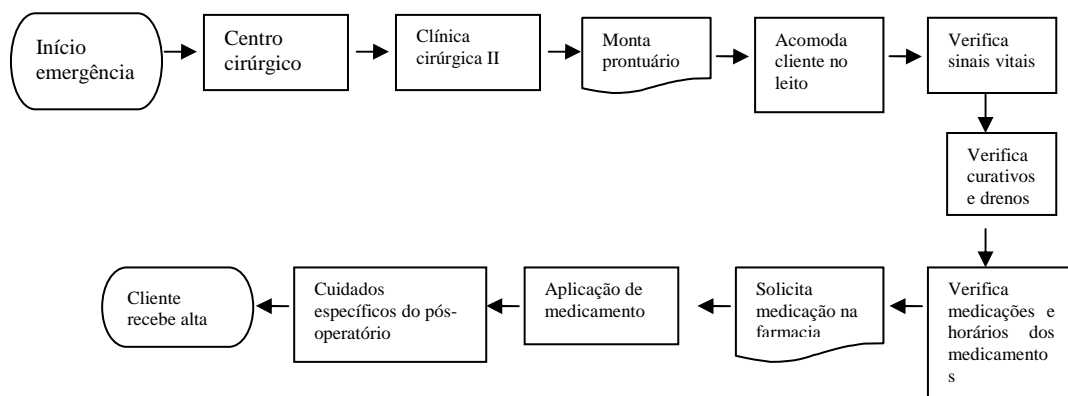 Início
emergência
Centro
cirúrgico
Clínica
cirúrgica II
Monta
prontuário
Acomoda
cliente no
leito
Verifica
sinais vitais
Verifica
curativos
e drenos
Verifica
medicações e
horários dos
medicamento
s
Solicita
medicação na
farmacia
Aplicação de
medicamento
Cuidados
específicos do pós-
operatório
Cliente
recebe alta